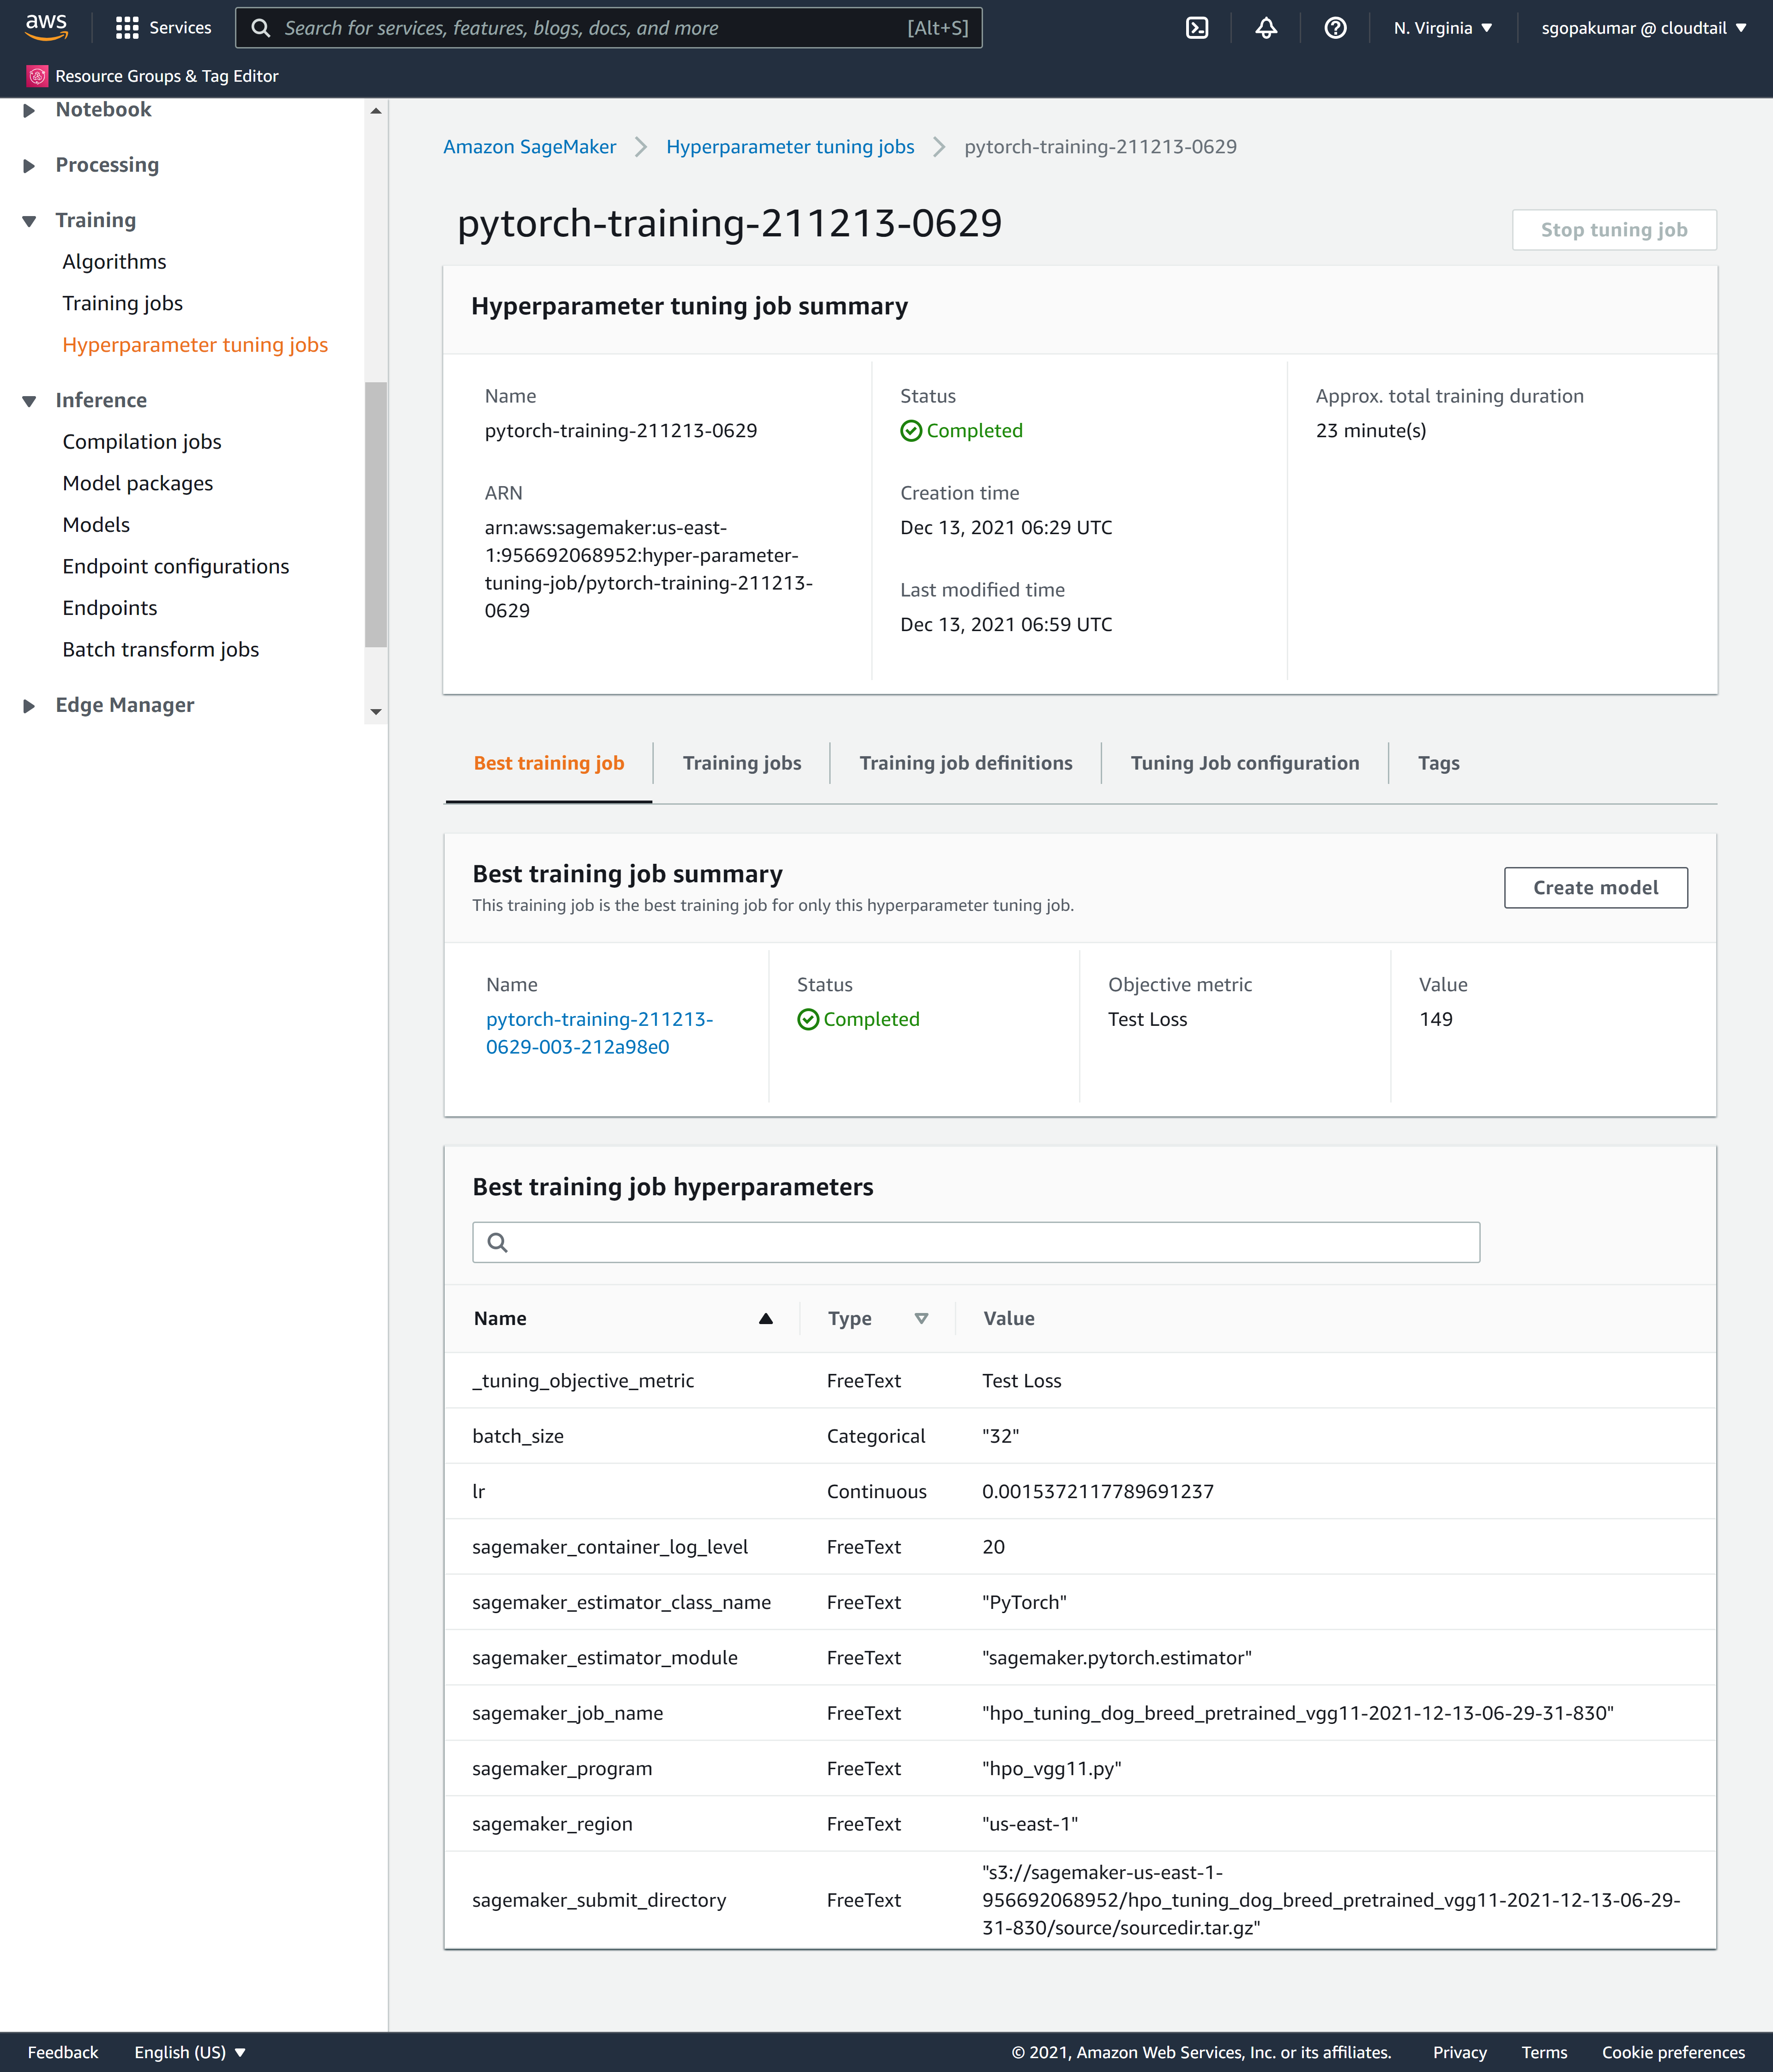 aws
Services
Search for services, features, blogs, docs, and more
[Alt+S]
N. Virginia
sgopakumar @ cloudtail
Resource Groups & Tag Editor
Notebook
Processing
Training
Algorithms
Training jobs
Hyperparameter tuning jobs
Inference
Compilation jobs
Model packages
Models
Endpoint configurations
Endpoints
Batch transform jobs
Edge Manager
Amazon SageMaker
Hyperparameter tuning jobs
pytorch-training-211213-0629
pytorch-training-211213-0629
Stop tuning job
Hyperparameter tuning job summary
Name
pytorch-training-211213-0629
ARN
arn:aws:sagemaker:us-east-
1:956692068952:hyper-parameter-
tuning-job/pytorch-training-211213-
0629
Status
Completed
Creation time
Dec 13, 2021 06:29 UTC
Last modified time
Dec 13, 2021 06:59 UTC
Approx. total training duration
23 minute(s)
Best training job
Training jobs
Training job definitions
Tuning Job configuration
Tags
Best training job summary
This training job is the best training job for only this hyperparameter tuning job.
Create model
Name
pytorch-training-211213-
0629-003-212a98e0
Status
Completed
Objective metric
Test Loss
Value
149
Best training job hyperparameters
Name Type Value
_tuning_objective_metric FreeText Test Loss
batch_size Categorical "32"
lr Continuous 0.0015372117789691237
sagemaker_container_log_level FreeText 20
sagemaker_estimator_class_name FreeText "PyTorch"
sagemaker_estimator_module FreeText "sagemaker.pytorch.estimator"
sagemaker_job_name FreeText "hpo_tuning_dog_breed_pretrained_vgg11-2021-12-13-06-29-31-830"
sagemaker_program FreeText "hpo_vgg11.py"
sagemaker_region FreeText "us-east-1"
sagemaker_submit_directory FreeText "s3://sagemaker-us-east-1-
956692068952/hpo_tuning_dog_breed_pretrained_vgg11-2021-12-13-06-29-
31-830/source/sourcedir.tar.gz"
Feedback
English (US)
© 2021, Amazon Web Services, Inc. or its affiliates.
Privacy
Terms
Cookie preferences